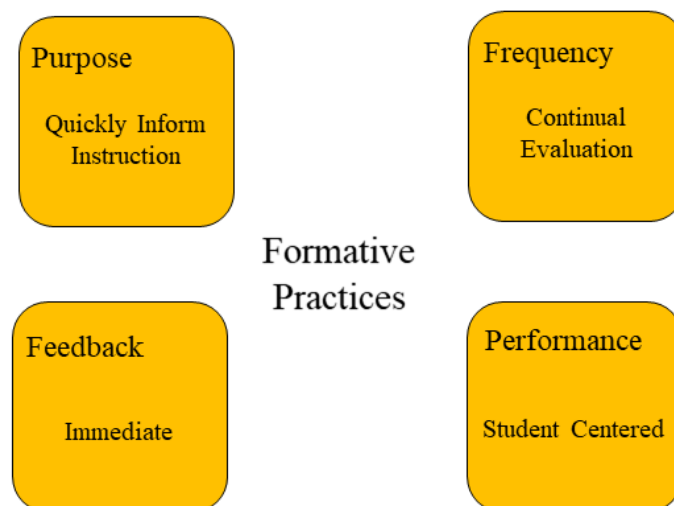 Purpose
Quickly Inform
Instruction
Frequency
Continual
Evaluation
Formative
Practices
Feedback
Immediate
Performance
Student Centered